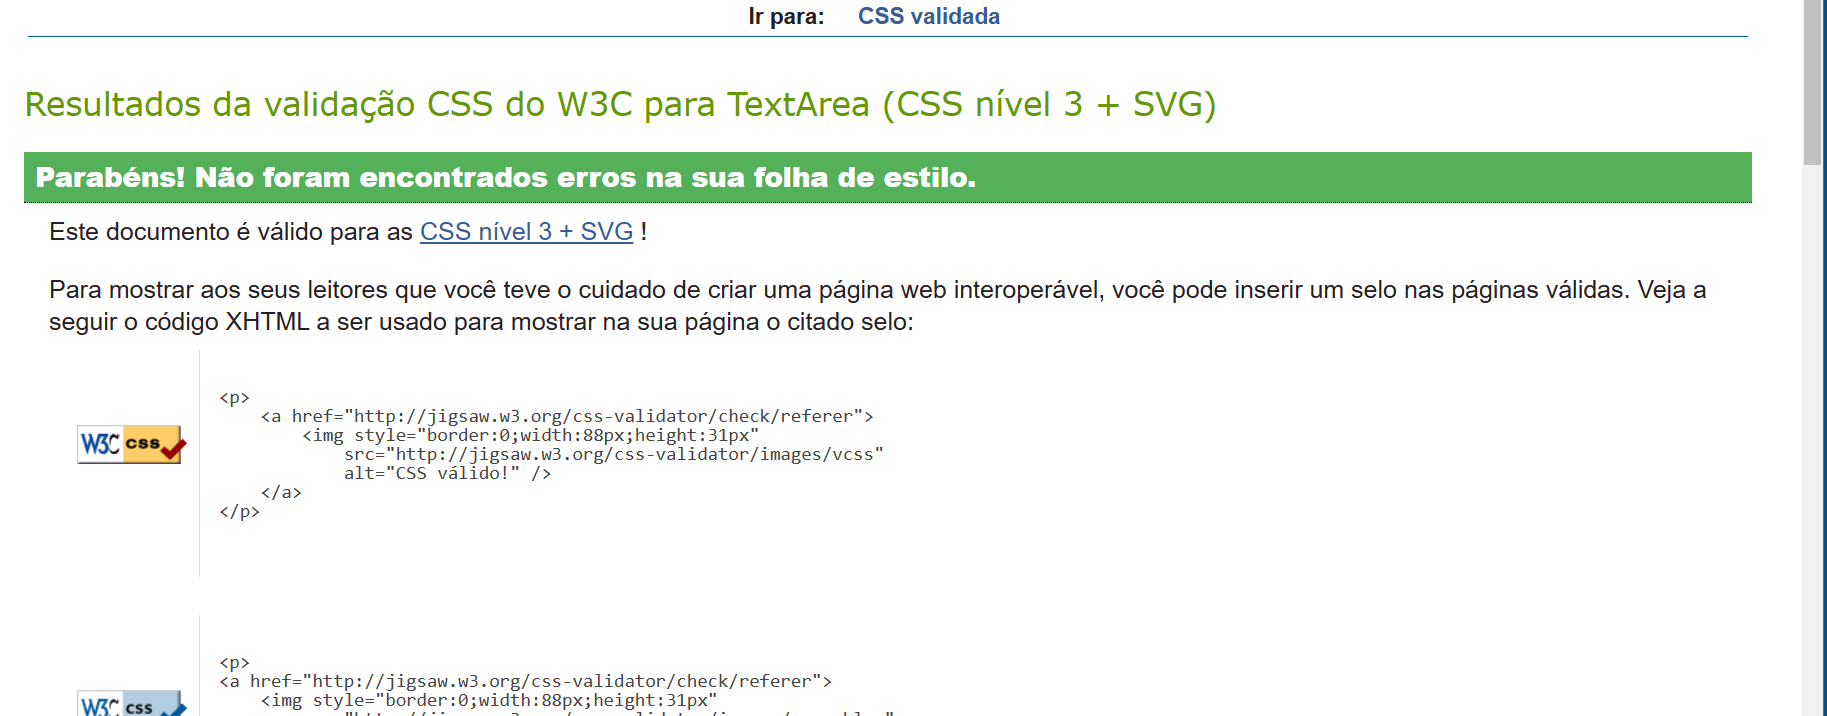 Ir para: CSS validada
Resultados da validação CSS do W3C para TextArea (CSS nível 3 + SVG)
Parabéns! Não foram encontrados erros na sua folha de estilo.
Este documento é válido para as CSS nível 3 + SVG !
Para mostrar aos seus leitores que você teve o cuidado de criar uma página web interoperável, você pode inserir um selo nas páginas válidas. Veja a
seguir o código XHTML a ser usado para mostrar na sua página o citado selo:
<p>
<a href="http://jigsaw.w3.org/css-validator/check/referer">
<img style="border:0;width:88px;height:31px"
src="http://jigsaw.w3.org/css-validator/images/vcss"
alt="CSS válido!" />
</a>
</p>
W3C css
<p>
<a href="http://jigsaw.w3.org/css-validator/check/referer">
<img style="border:0;width:88px;height:31px"
W3C css